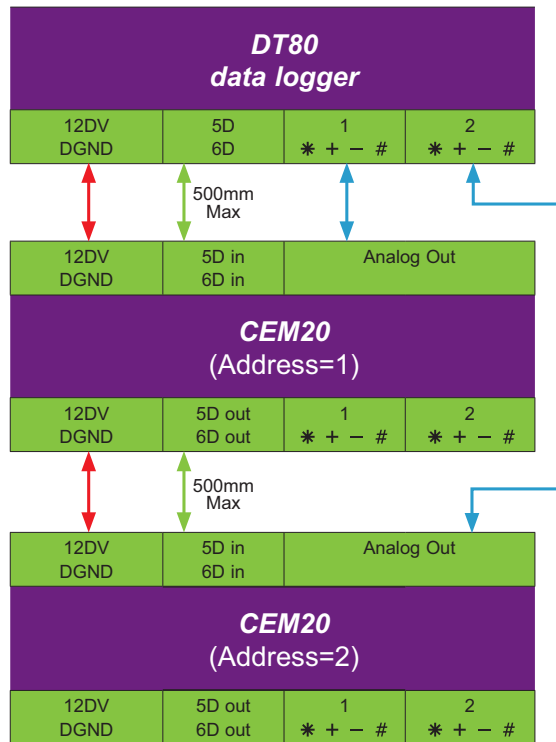 DT80
data logger
12DV 5D 1 2
DGND 6D ✱ + − # ✱ + − #
500mm
Max
12DV 5D in Analog Out
DGND 6D in
CEM20
(Address=1)
12DV 5D out 1 2
DGND 6D out ✱ + − # ✱ + − #
500mm
Max
12DV 5D in Analog Out
DGND 6D in
CEM20
(Address=2)
12DV 5D out 1 2
DGND 6D out ✱ + − # ✱ + − #